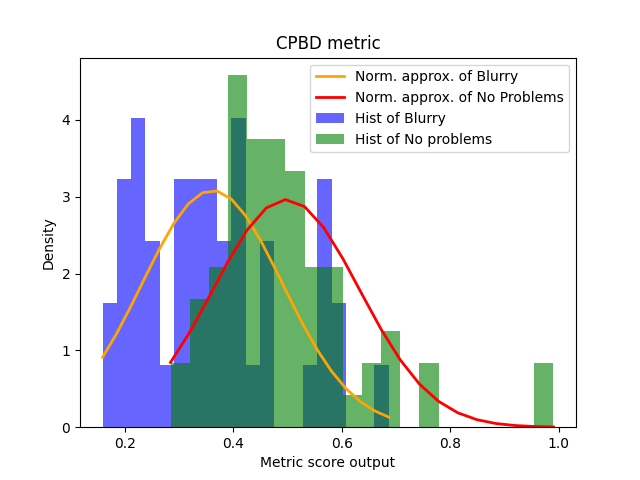 CPBD metric
Norm. approx. of Blurry
Norm. approx. of No Problems
Hist of Blurry
Hist of No problems
Density
4
3
2
1
0
0.2 0.4 0.6 0.8 1.0
Metric score output